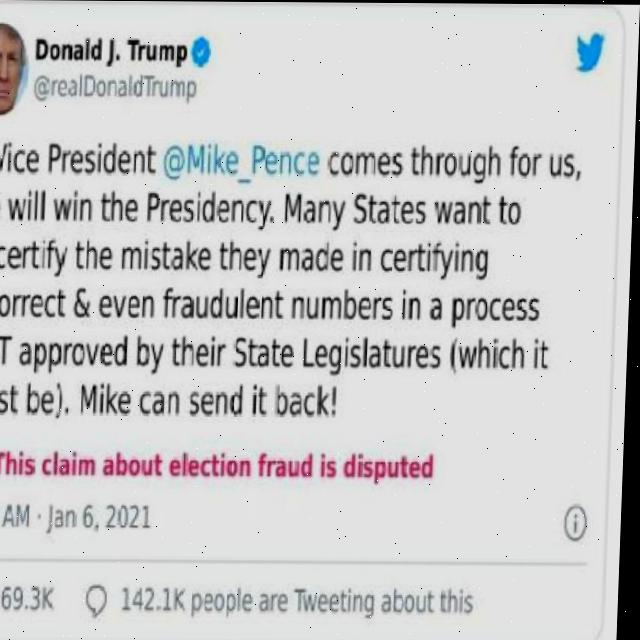 Donald J. Trump
@realDonaldTrump
Vice President @Mike_Pence comes through for us,
will win the Presidency. Many States want to
certify the mistake they made in certifying
orrect & even fraudulent numbers in a process
T approved by their State Legislatures (which it
st be). Mike can send it back!
This claim about election fraud is disputed
AM · Jan 6, 2021
69.3K 142.1K people are Tweeting about this